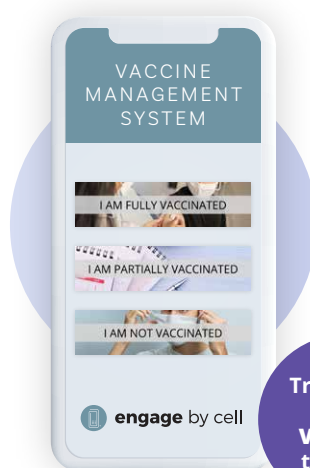 VACCINE
MANAGEMENT
SYSTEM
I AM FULLY VACCINATED
I AM PARTIALLY VACCINATED
I AM NOT VACCINATED
engage by cell